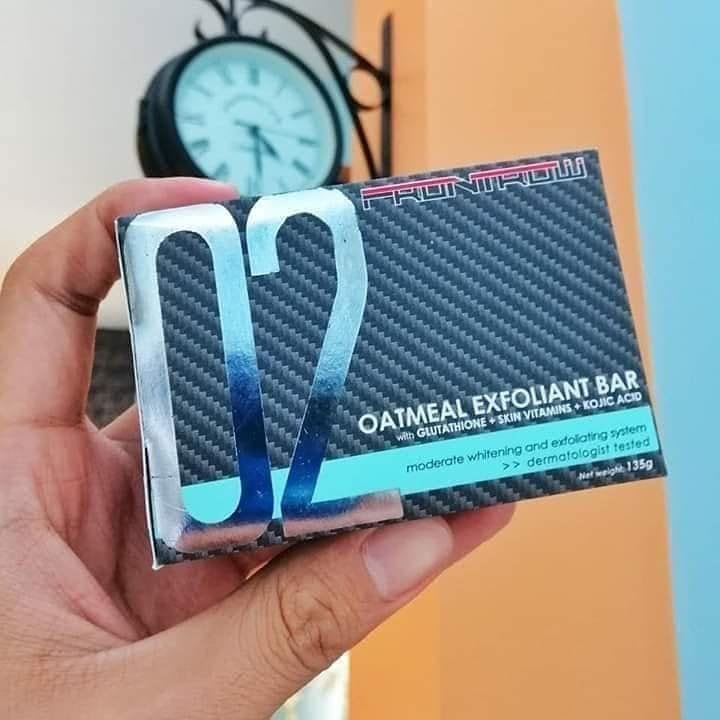 FRONTROW
02
OATMEAL EXFOLIANT BAR
with GLUTATHIONE + SKIN VITAMINS + KOJIC ACID
moderate whitening and exfoliating system
>> dermatologist tested
Net weight: 135g